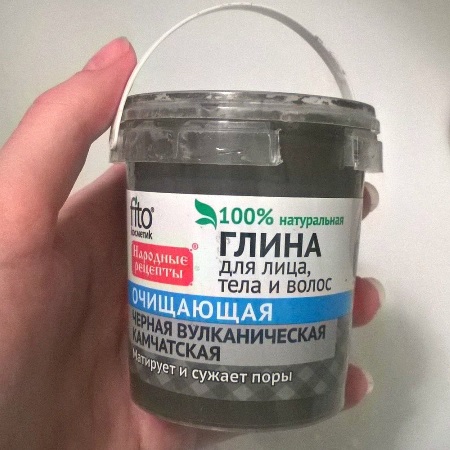 fito®
косметик
Народные
рецепты
100% натуральная
ГЛИНА
для лица,
тела и волос
ОЧИЩАЮЩАЯ
ЧЕРНАЯ ВУЛКАНИЧЕСКАЯ
КАМЧАТСКАЯ
Матирует и сужает поры